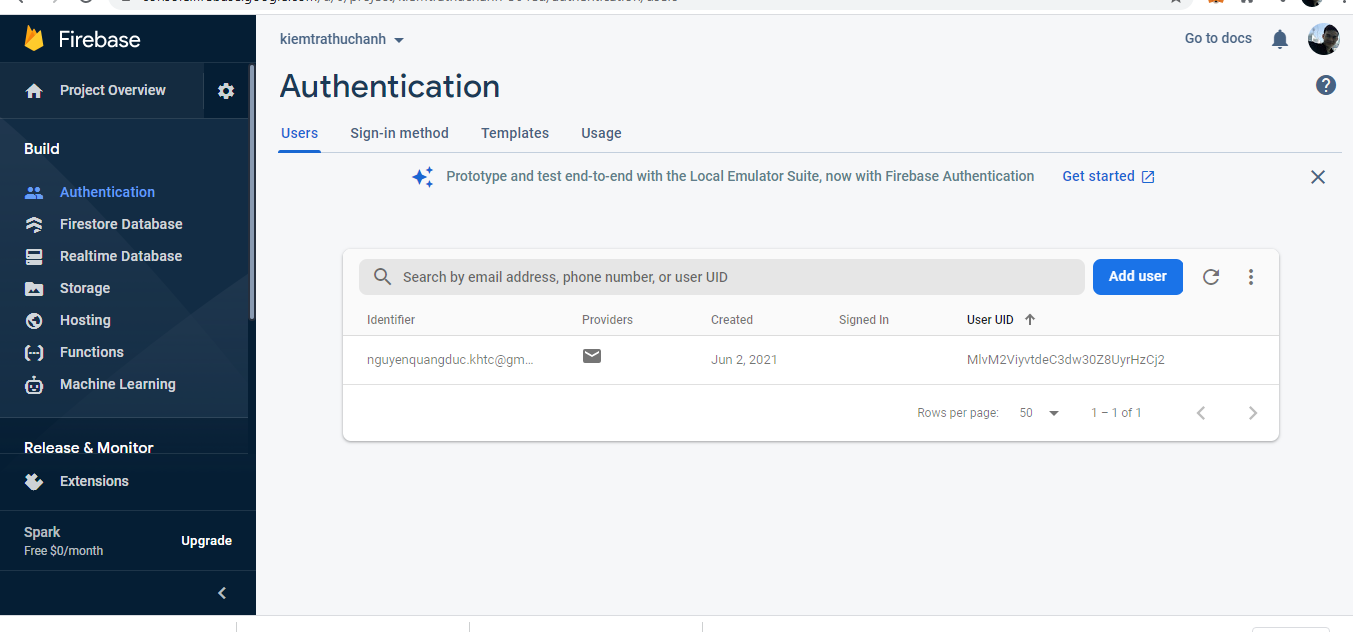 Firebase
Project Overview
Build
Authentication
Firestore Database
Realtime Database
Storage
Hosting
Functions
Machine Learning
Release & Monitor
Extensions
Spark
Free $0/month
Upgrade
kiemtrathuchanh
Go to docs
Authentication
Users Sign-in method Templates Usage
Prototype and test end-to-end with the Local Emulator Suite, now with Firebase Authentication Get started
Search by email address, phone number, or user UID Add user
Identifier Providers Created Signed In User UID
nguyenquangduc.khtc@gm... Jun 2, 2021 MlvM2ViyvtdeC3dw30Z8UyrHzCj2
Rows per page: 50 1 – 1 of 1